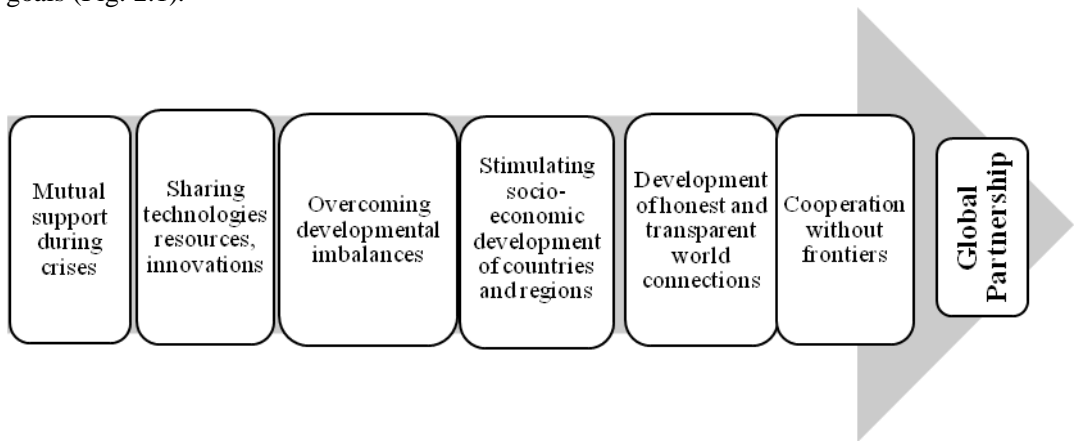 goals (Fig. 2.1).
Mutual
support
during
crises
Sharing
technologies
resources,
innovations
Overcoming
developmental
imbalances
Stimulating
socio-
economic
development
of countries
and regions
Development
of honest and
transparent
world
connections
Cooperation
without
frontiers
Global
Partnership